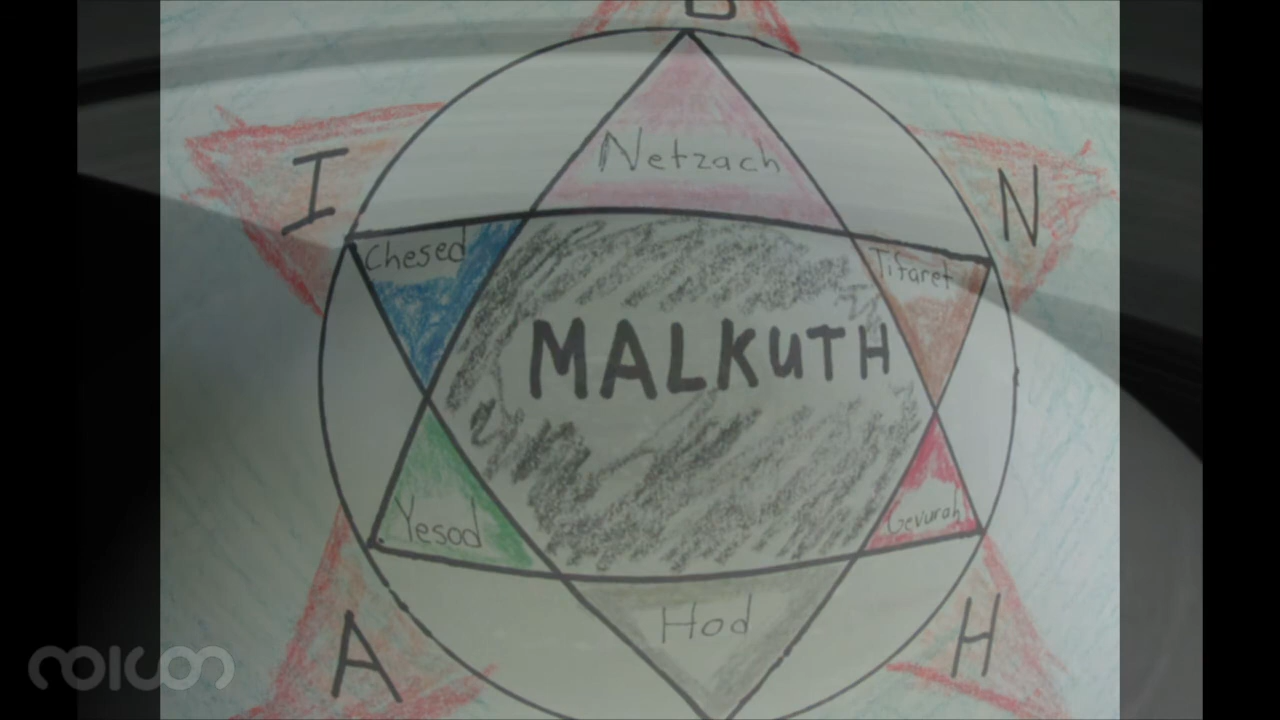 B
I
N
Netzach
Chesed
Tifaret
MALKUTH
Yesod
Gevurah
Hod
A
H